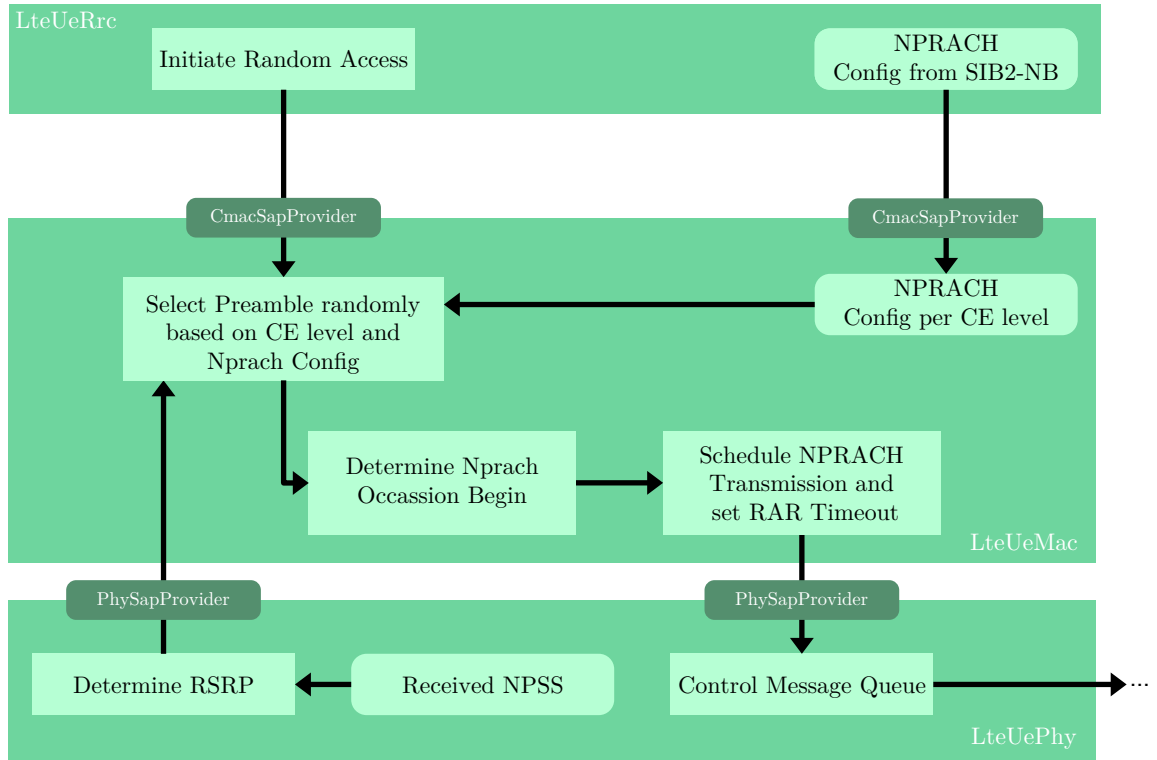 LteUeRrc
Initiate Random Access
NPRACH
Config from SIB2-NB
CmacSapProvider
CmacSapProvider
Select Preamble randomly
based on CE level and
Nprach Config
NPRACH
Config per CE level
Determine Nprach
Occassion Begin
Schedule NPRACH
Transmission and
set RAR Timeout
LteUeMac
PhySapProvider
PhySapProvider
Determine RSRP
Received NPSS
Control Message Queue
...
LteUePhy